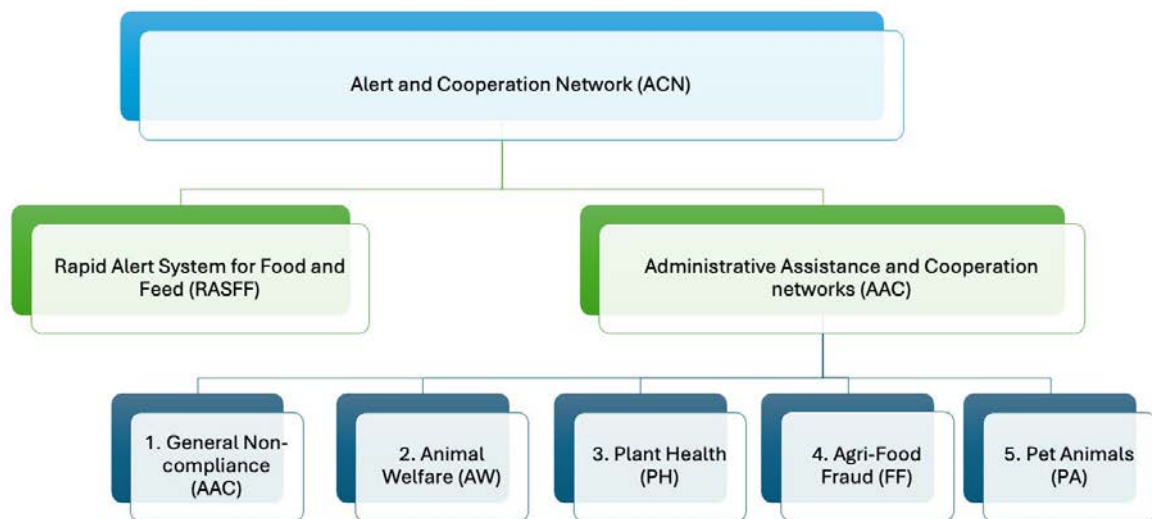 Alert and Cooperation Network (ACN)
Rapid Alert System for Food and
Feed (RASFF)
Administrative Assistance and Cooperation
networks (AAC)
1. General Non-
compliance
(AAC)
2. Animal
Welfare (AW)
3. Plant Health
(PH)
4. Agri-Food
Fraud (FF)
5. Pet Animals
(PA)